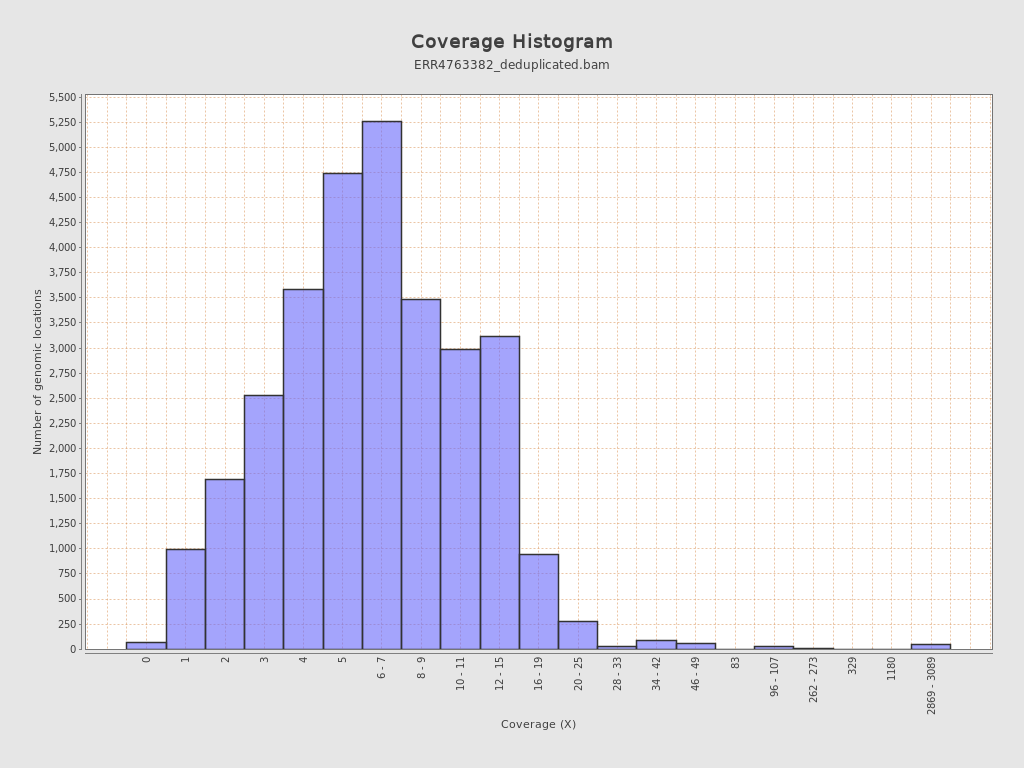 Coverage Histogram
ERR4763382_deduplicated.bam
Number of genomic locations
5,500
5,250
5,000
4,750
4,500
4,250
4,000
3,750
3,500
3,250
3,000
2,750
2,500
2,250
2,000
1,750
1,500
1,250
1,000
750
500
250
0
0
1
2
3
4
5
6 - 7
8 - 9
10 - 11
12 - 15
16 - 19
20 - 25
28 - 33
34 - 42
46 - 49
83
96 - 107
262 - 273
329
1180
2869 - 3089
Coverage (X)